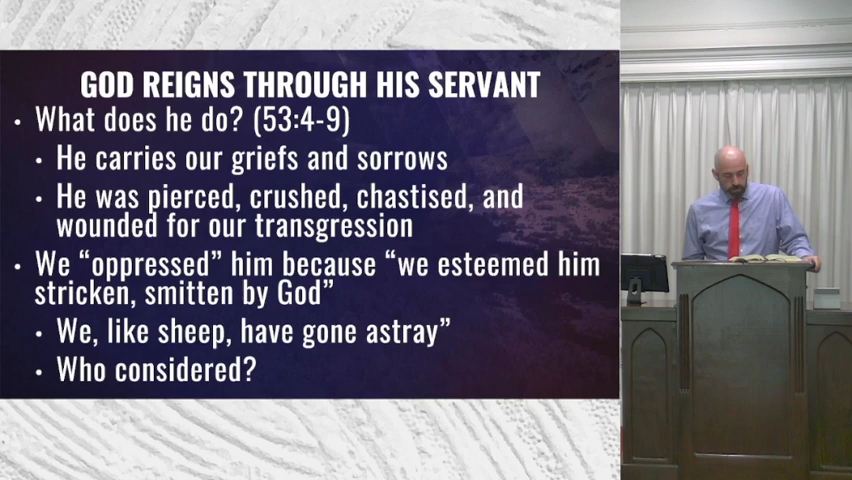 GOD REIGNS THROUGH HIS SERVANT
• What does he do? (53:4-9)
• He carries our griefs and sorrows
• He was pierced, crushed, chastised, and
wounded for our transgression
• We “oppressed” him because “we esteemed him
stricken, smitten by God”
• We, like sheep, have gone astray”
• Who considered?